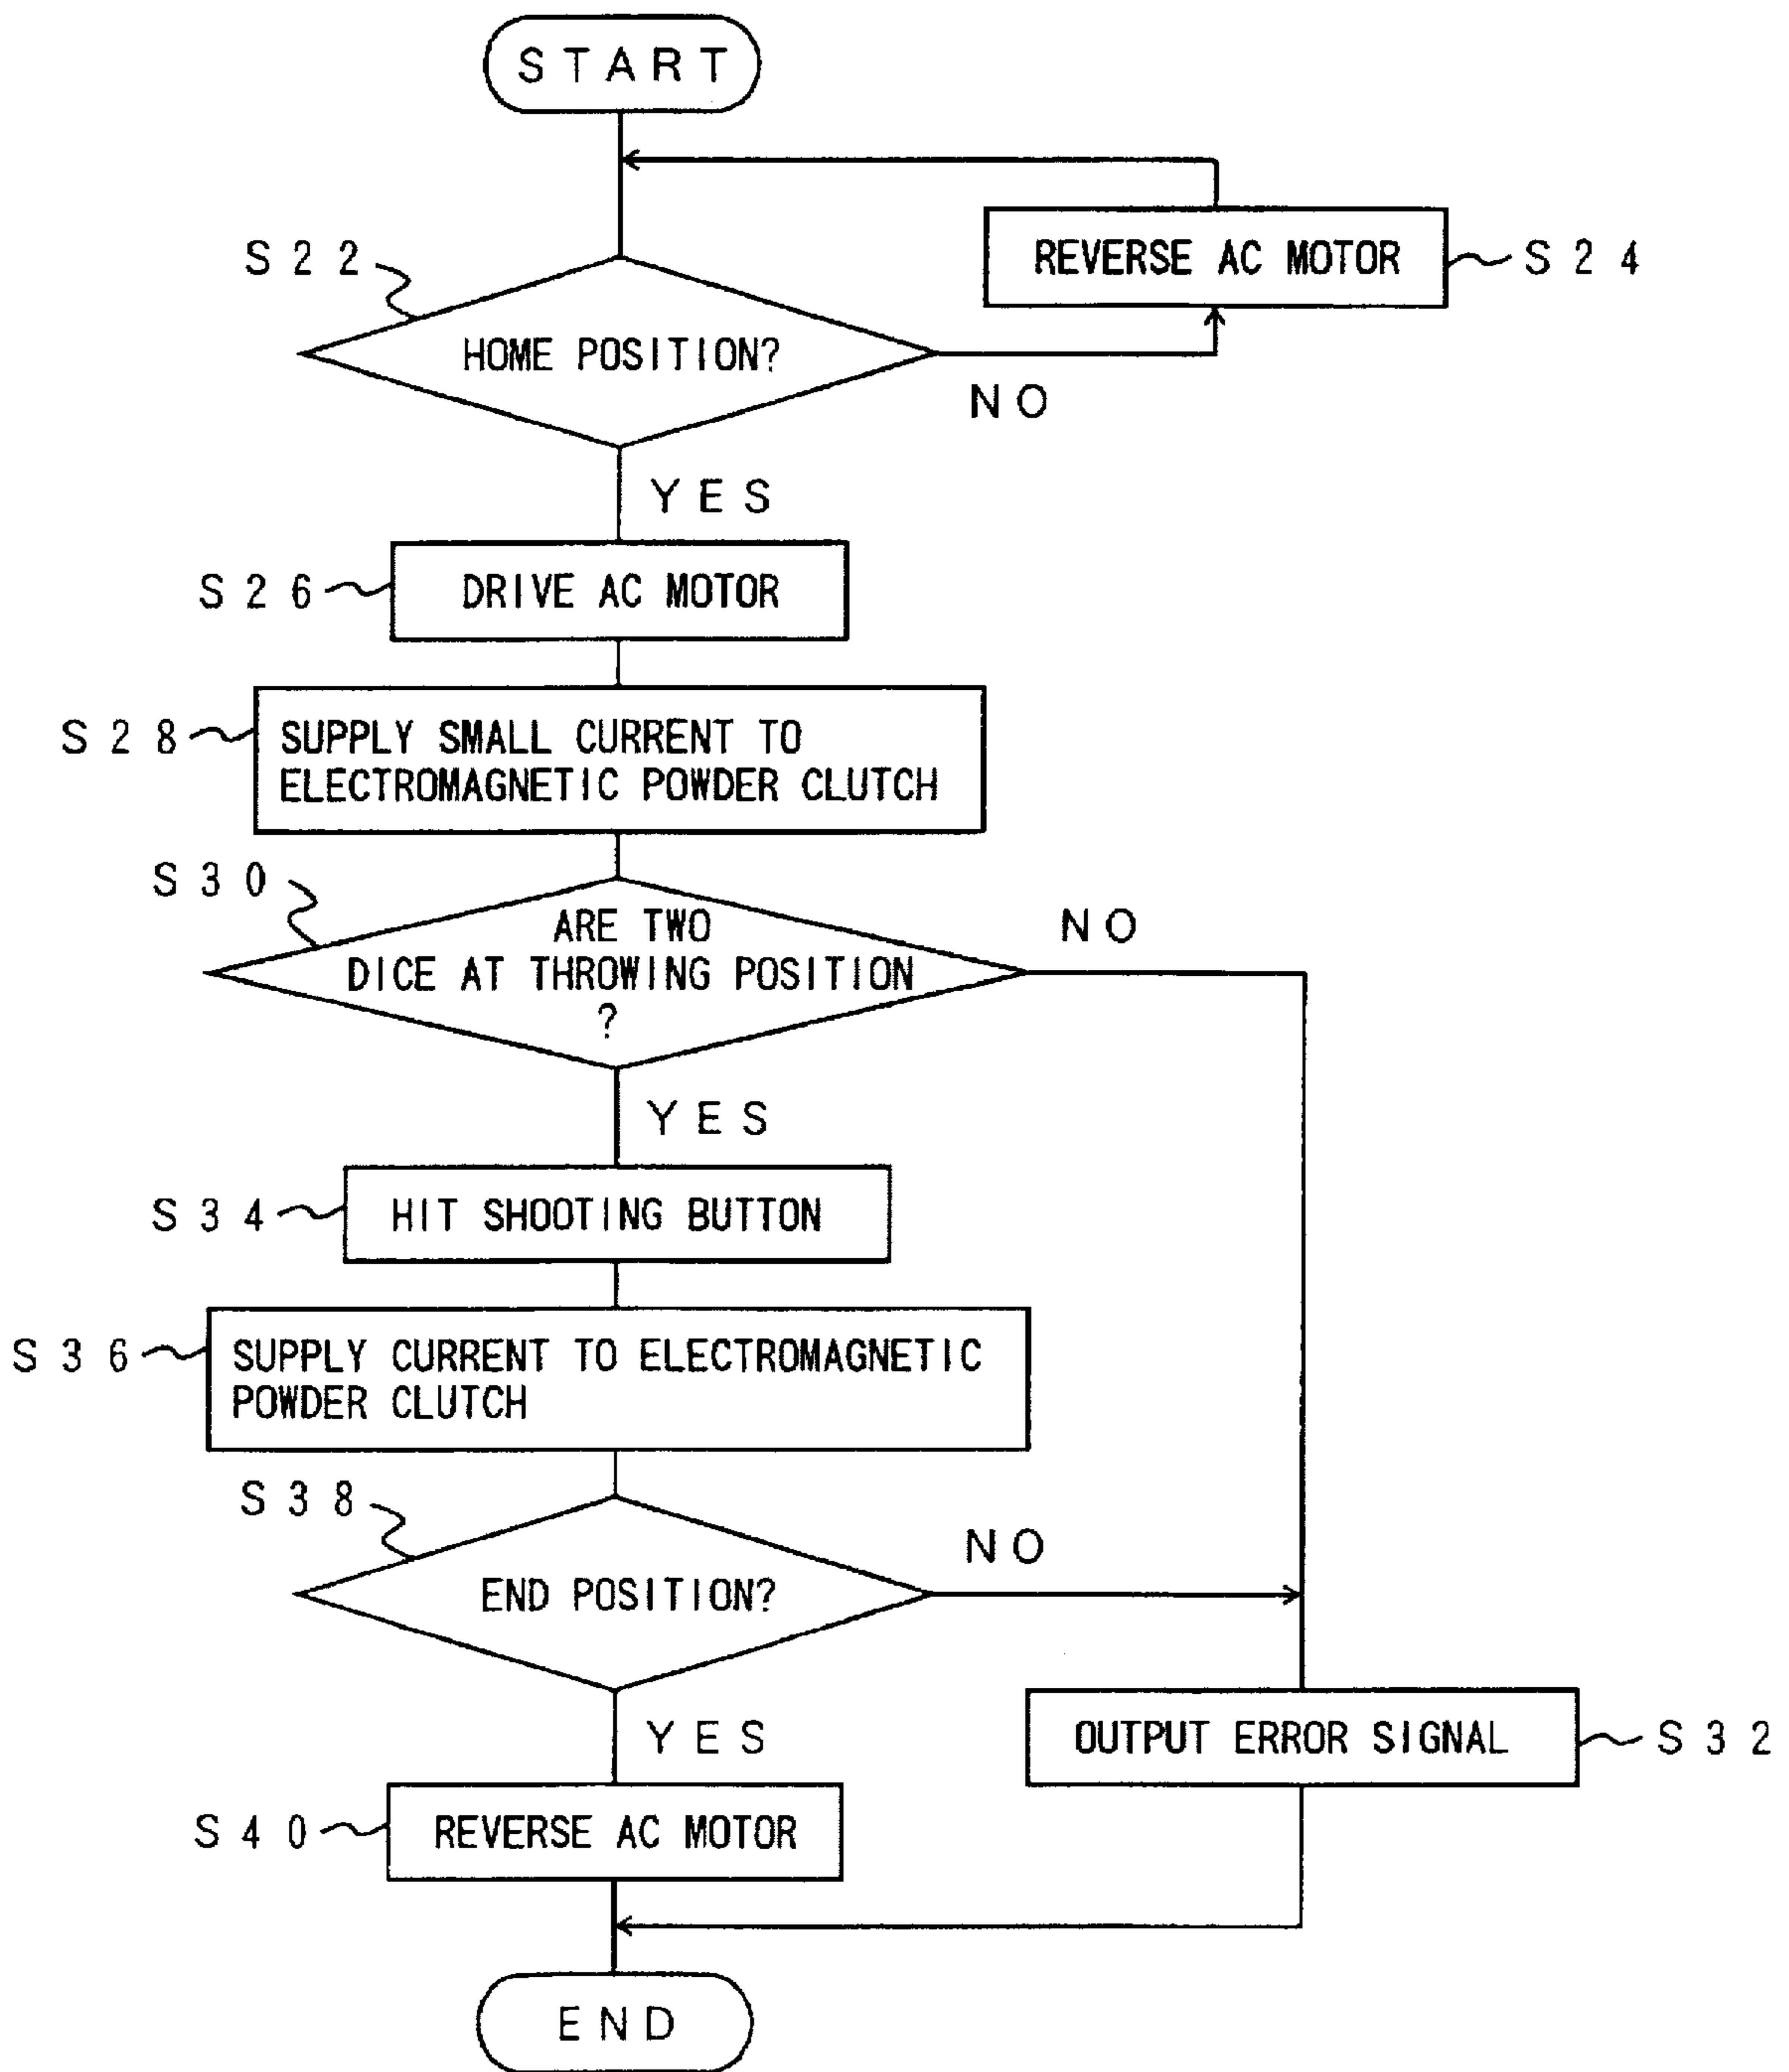 START
REVERSE AC MOTOR
S24
S22
HOME POSITION?
NO
YES
S26
DRIVE AC MOTOR
S28
SUPPLY SMALL CURRENT TO
ELECTROMAGNETIC POWDER CLUTCH
S30
ARE TWO
DICE AT THROWING POSITION
?
NO
YES
S34
HIT SHOOTING BUTTON
S36
SUPPLY CURRENT TO ELECTROMAGNETIC
POWDER CLUTCH
S38
END POSITION?
NO
YES
OUTPUT ERROR SIGNAL
S32
S40
REVERSE AC MOTOR
END